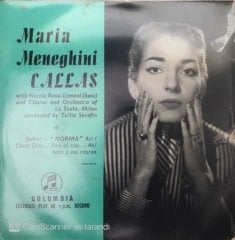 Maria
Meneghini
CALLAS
with Nicola Rossi-Lemeni (bass)
and Chorus and Orchestra of
La Scala, Milan
conducted by Tullio Serafin
Bellini— "NORMA" Act I
Casta Diva... Fine al rito... Ah!
bello a me ritorna
COLUMBIA
EXTENDED PLAY 45 r.p.m. RECORD
CamScanner ile tarandı